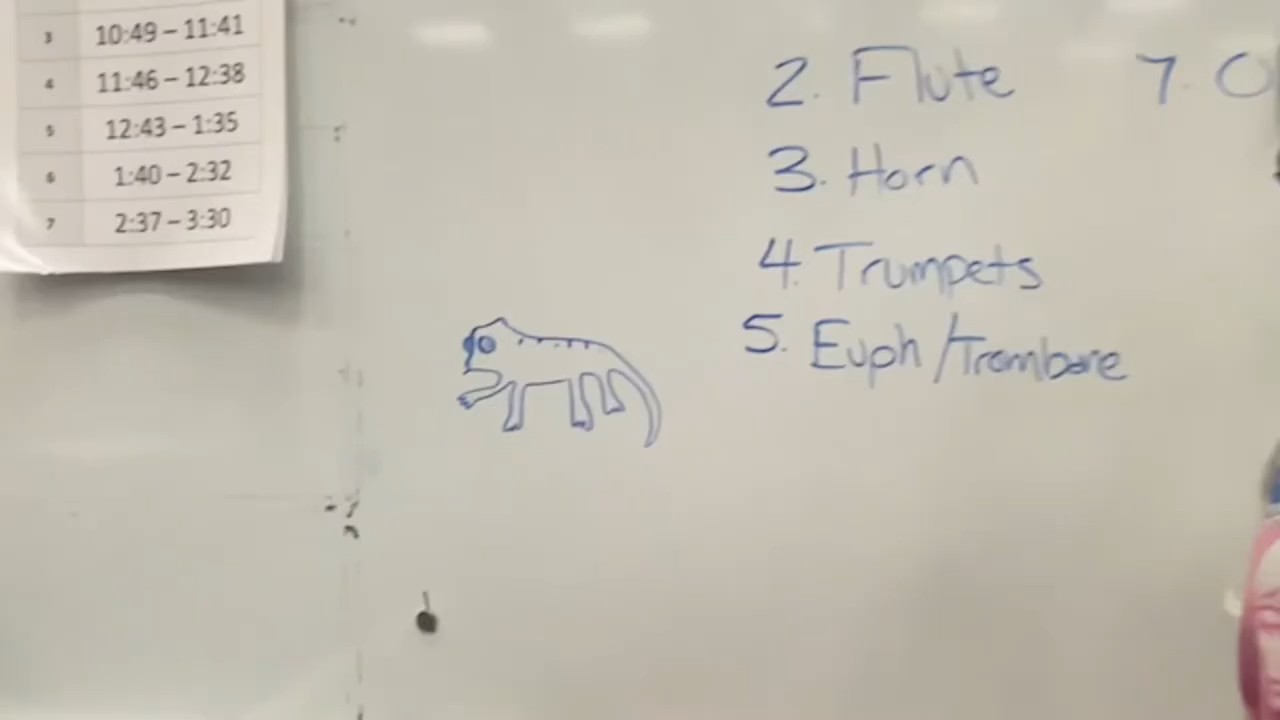 3 10:49 – 11:41
4 11:46 – 12:38
5 12:43 – 1:35
6 1:40 – 2:32
7 2:37 – 3:30
2. Flute
3. Horn
4. Trumpets
5. Euph/Trombone
7.